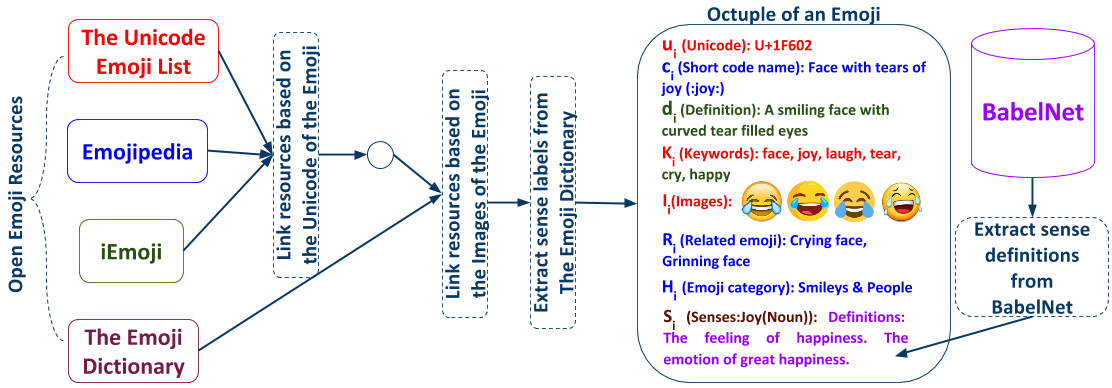 Open Emoji Resources
The Unicode
Emoji List
Emojipedia
iEmoji
The Emoji
Dictionary
Link resources based on
the Unicode of the Emoji
Link resources based on
the Images of the Emoji
Extract sense labels from
The Emoji Dictionary
Octuple of an Emoji
ui (Unicode): U+1F602
ci (Short code name): Face with tears of
joy (:joy:)
di (Definition): A smiling face with
curved tear filled eyes
Ki (Keywords): face, joy, laugh, tear,
cry, happy
Ii(Images):
Ri (Related emoji): Crying face,
Grinning face
Hi (Emoji category): Smileys & People
Si (Senses:Joy(Noun)): Definitions:
The feeling of happiness. The
emotion of great happiness.
BabelNet
Extract sense
definitions
from
BabelNet